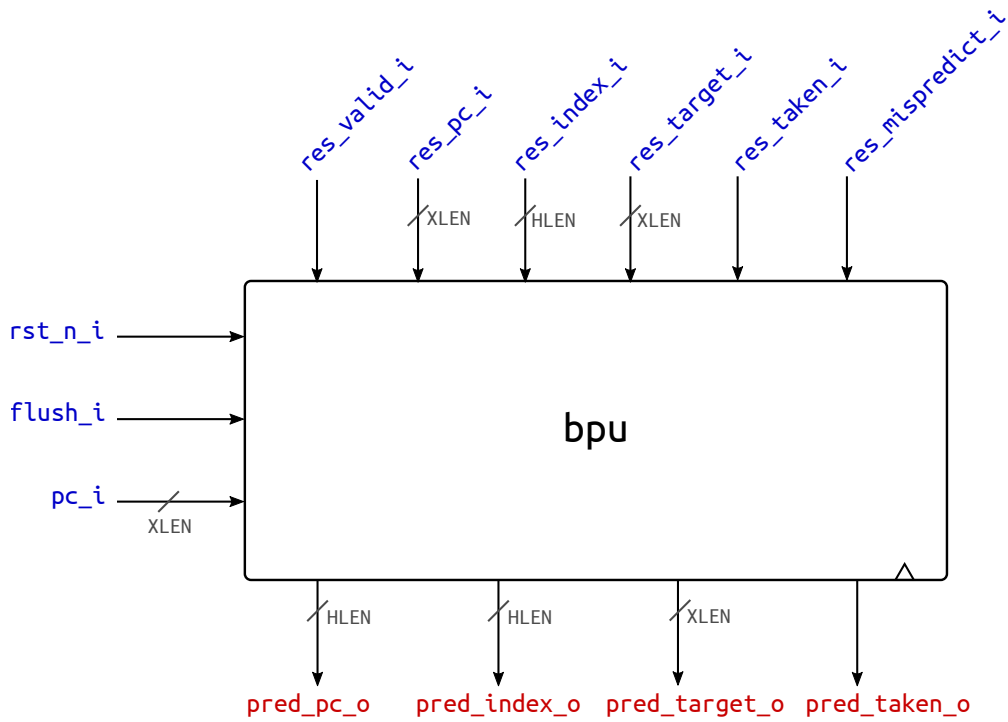 res_valid_i
res_pc_i
res_index_i
res_target_i
res_taken_i
res_mispredict_i
XLEN
HLEN
XLEN
rst_n_i
flush_i
bpu
pc_i
XLEN
HLEN
HLEN
XLEN
pred_pc_o
pred_index_o
pred_target_o
pred_taken_o